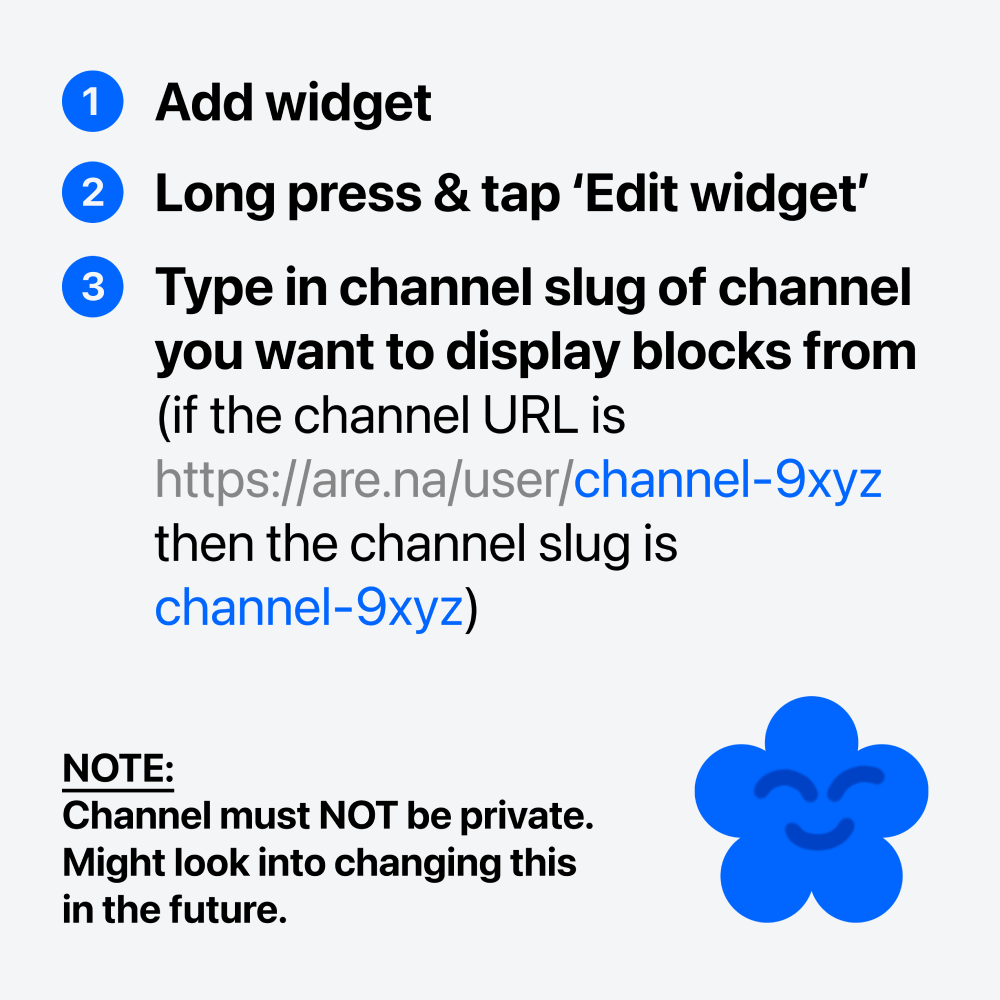 1 Add widget
2 Long press & tap ‘Edit widget’
3 Type in channel slug of channel
you want to display blocks from
(if the channel URL is
https://are.na/user/channel-9xyz
then the channel slug is
channel-9xyz)
NOTE:
Channel must NOT be private.
Might look into changing this
in the future.